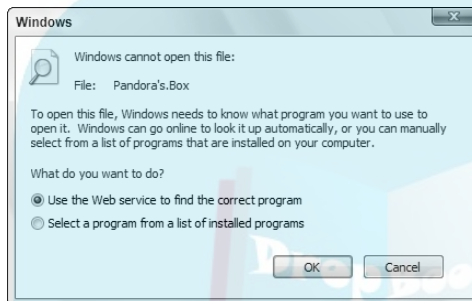 Windows
Windows cannot open this file:
File: Pandora's.Box
To open this file, Windows needs to know what program you want to use to
open it. Windows can go online to look it up automatically, or you can manually
select from a list of programs that are installed on your computer.
What do you want to do?
Use the Web service to find the correct program
Select a program from a list of installed programs
OK Cancel